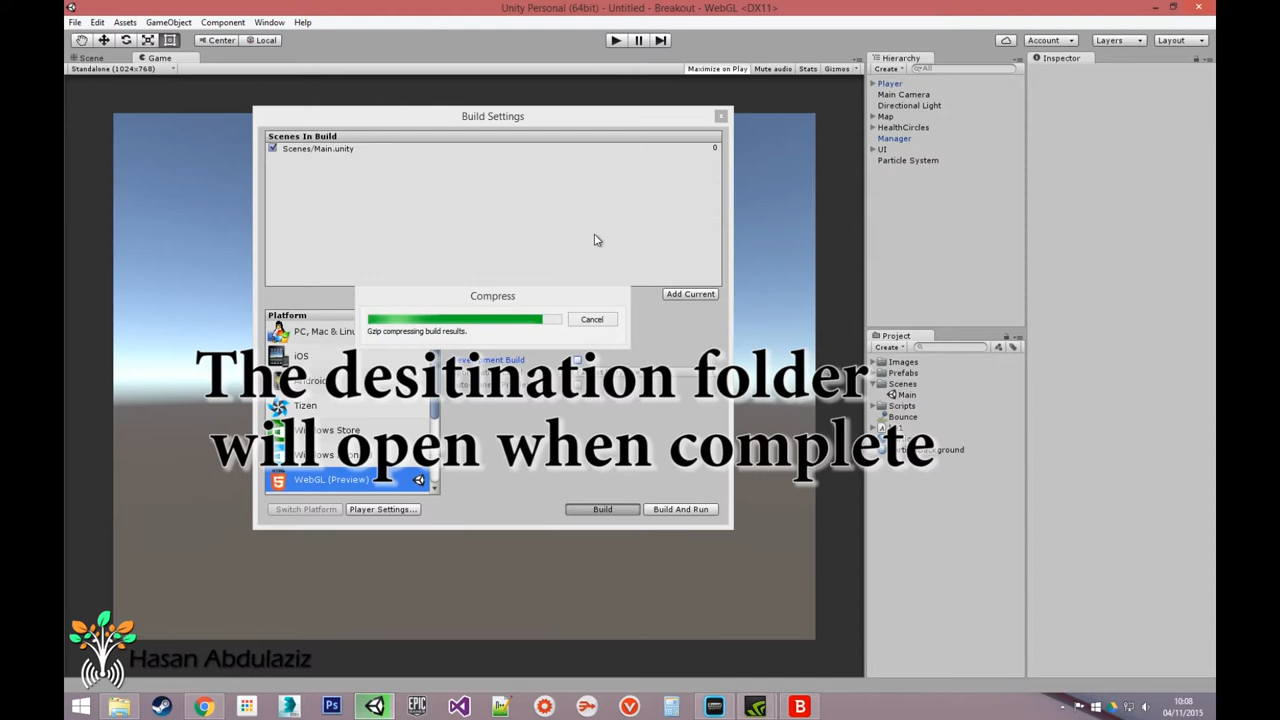 Unity Personal (64bit) - Untitled - Breakout - WebGL <DX11>
File Edit Assets GameObject Component Window Help
Center Local
Account Layers Layout
Scene Game
Standalone (1024x768)
Maximize on Play Mute audio Stats Gizmos
Hierarchy
Create All
Player
Main Camera
Directional Light
Map
HealthCircles
Manager
UI
Particle System
Inspector
Build Settings
Scenes In Build
Scenes/Main.unity 0
Add Current
Compress
Cancel
Gzip compressing build results.
Platform
PC, Mac & Linu
iOS
Tizen
Windows Store
WebGL (Preview)
Switch Platform Player Settings... Build Build And Run
Project
Create
Images
Prefabs
Scenes
Main
Scripts
Bounce
The desitination folder
will open when complete
Hasan Abdulaziz
Ps
EPIC
B
10:08
04/11/2015